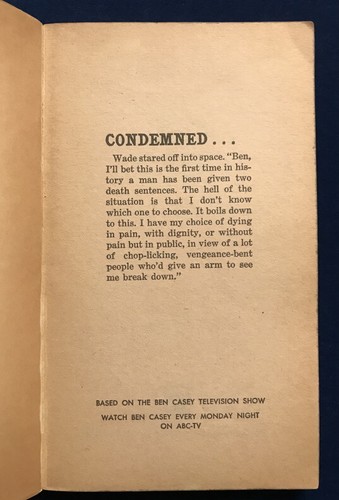 CONDEMNED . . .
Wade stared off into space. “Ben,
I’ll bet this is the first time in his-
tory a man has been given two
death sentences. The hell of the
situation is that I don’t know
which one to choose. It boils down
to this. I have my choice of dying
in pain, with dignity, or without
pain but in public, in view of a lot
of chop-licking, vengeance-bent
people who’d give an arm to see
me break down.”
BASED ON THE BEN CASEY TELEVISION SHOW
WATCH BEN CASEY EVERY MONDAY NIGHT
ON ABC-TV